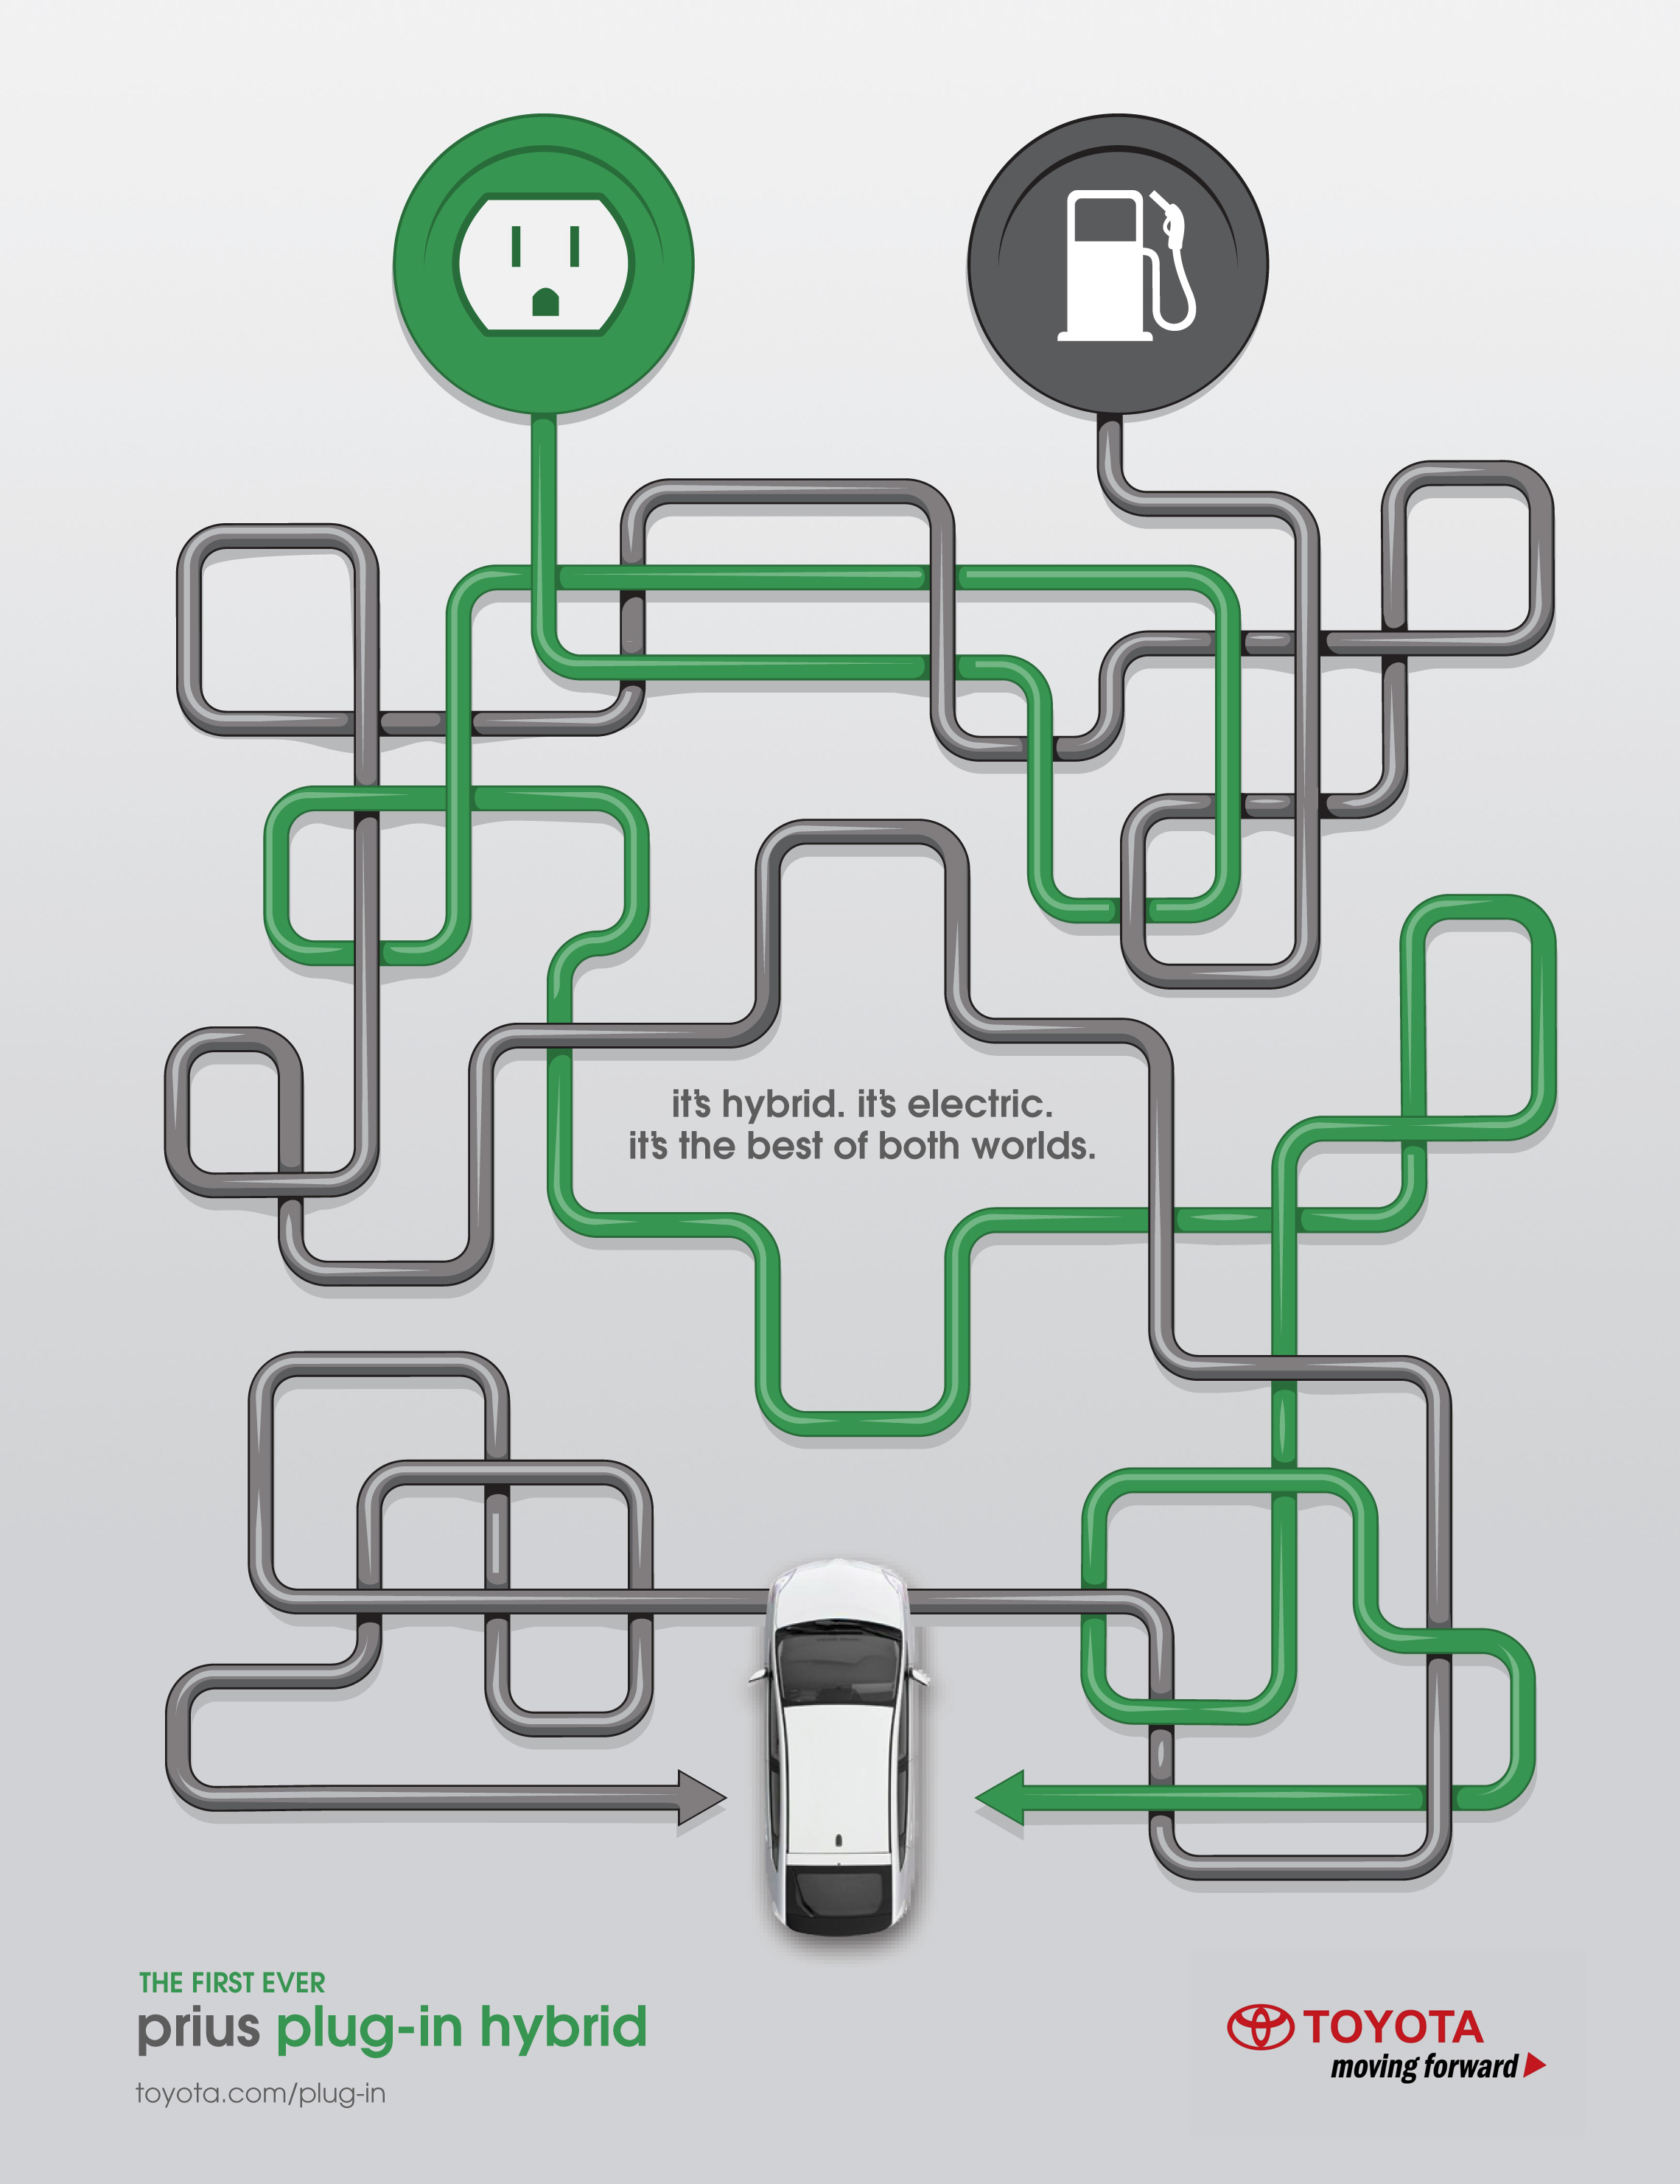 it's hybrid. it's electric.
it's the best of both worlds.
THE FIRST EVER
prius plug-in hybrid
toyota.com/plug-in
TOYOTA
moving forward